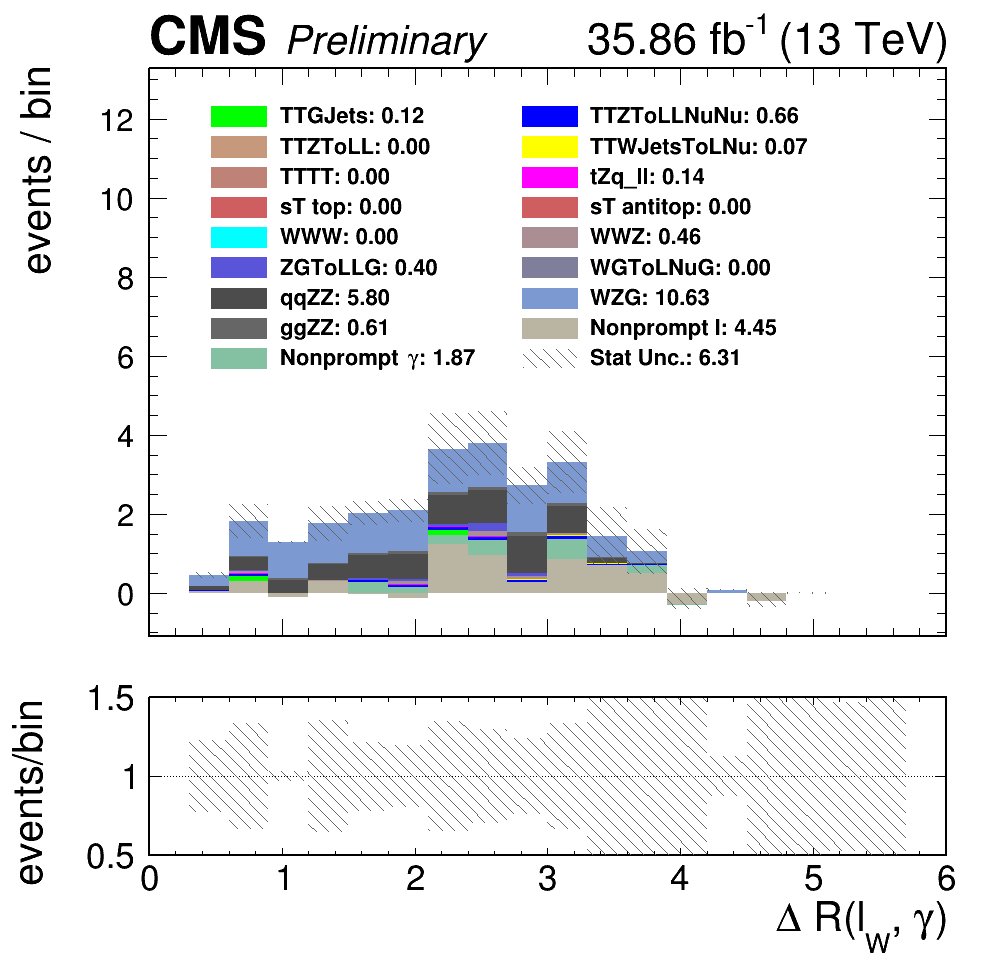 CMS Preliminary 35.86 fb-1 (13 TeV)
events / bin
12
10
8
6
4
2
0
TTGJets: 0.12
TTZToLLNuNu: 0.66
TTZToLL: 0.00
TTWJetsToLNu: 0.07
TTTT: 0.00
tZq_ll: 0.14
sT top: 0.00
sT antitop: 0.00
WWW: 0.00
WWZ: 0.46
ZGToLLG: 0.40
WGToLNuG: 0.00
qqZZ: 5.80
WZG: 10.63
ggZZ: 0.61
Nonprompt l: 4.45
Nonprompt γ: 1.87
Stat Unc.: 6.31
events/bin
1.5
1
0.5
0 1 2 3 4 5 6
Δ R(lW, γ)